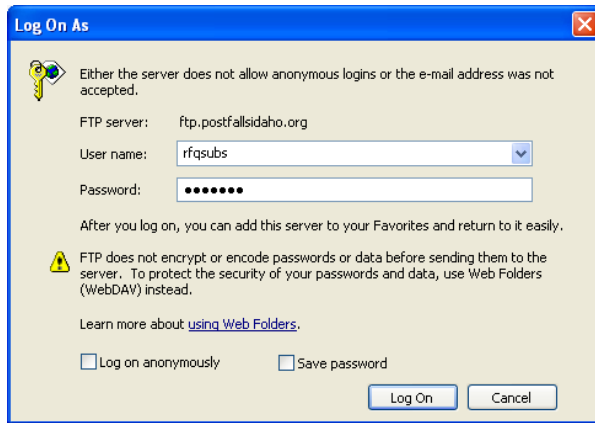 Log On As
Either the server does not allow anonymous logins or the e-mail address was not
accepted.
FTP server: ftp.postfallsidaho.org
User name: rfqsubs
Password: •••••••
After you log on, you can add this server to your Favorites and return to it easily.
FTP does not encrypt or encode passwords or data before sending them to the
server. To protect the security of your passwords and data, use Web Folders
(WebDAV) instead.
Learn more about using Web Folders.
Log on anonymously Save password
Log On Cancel